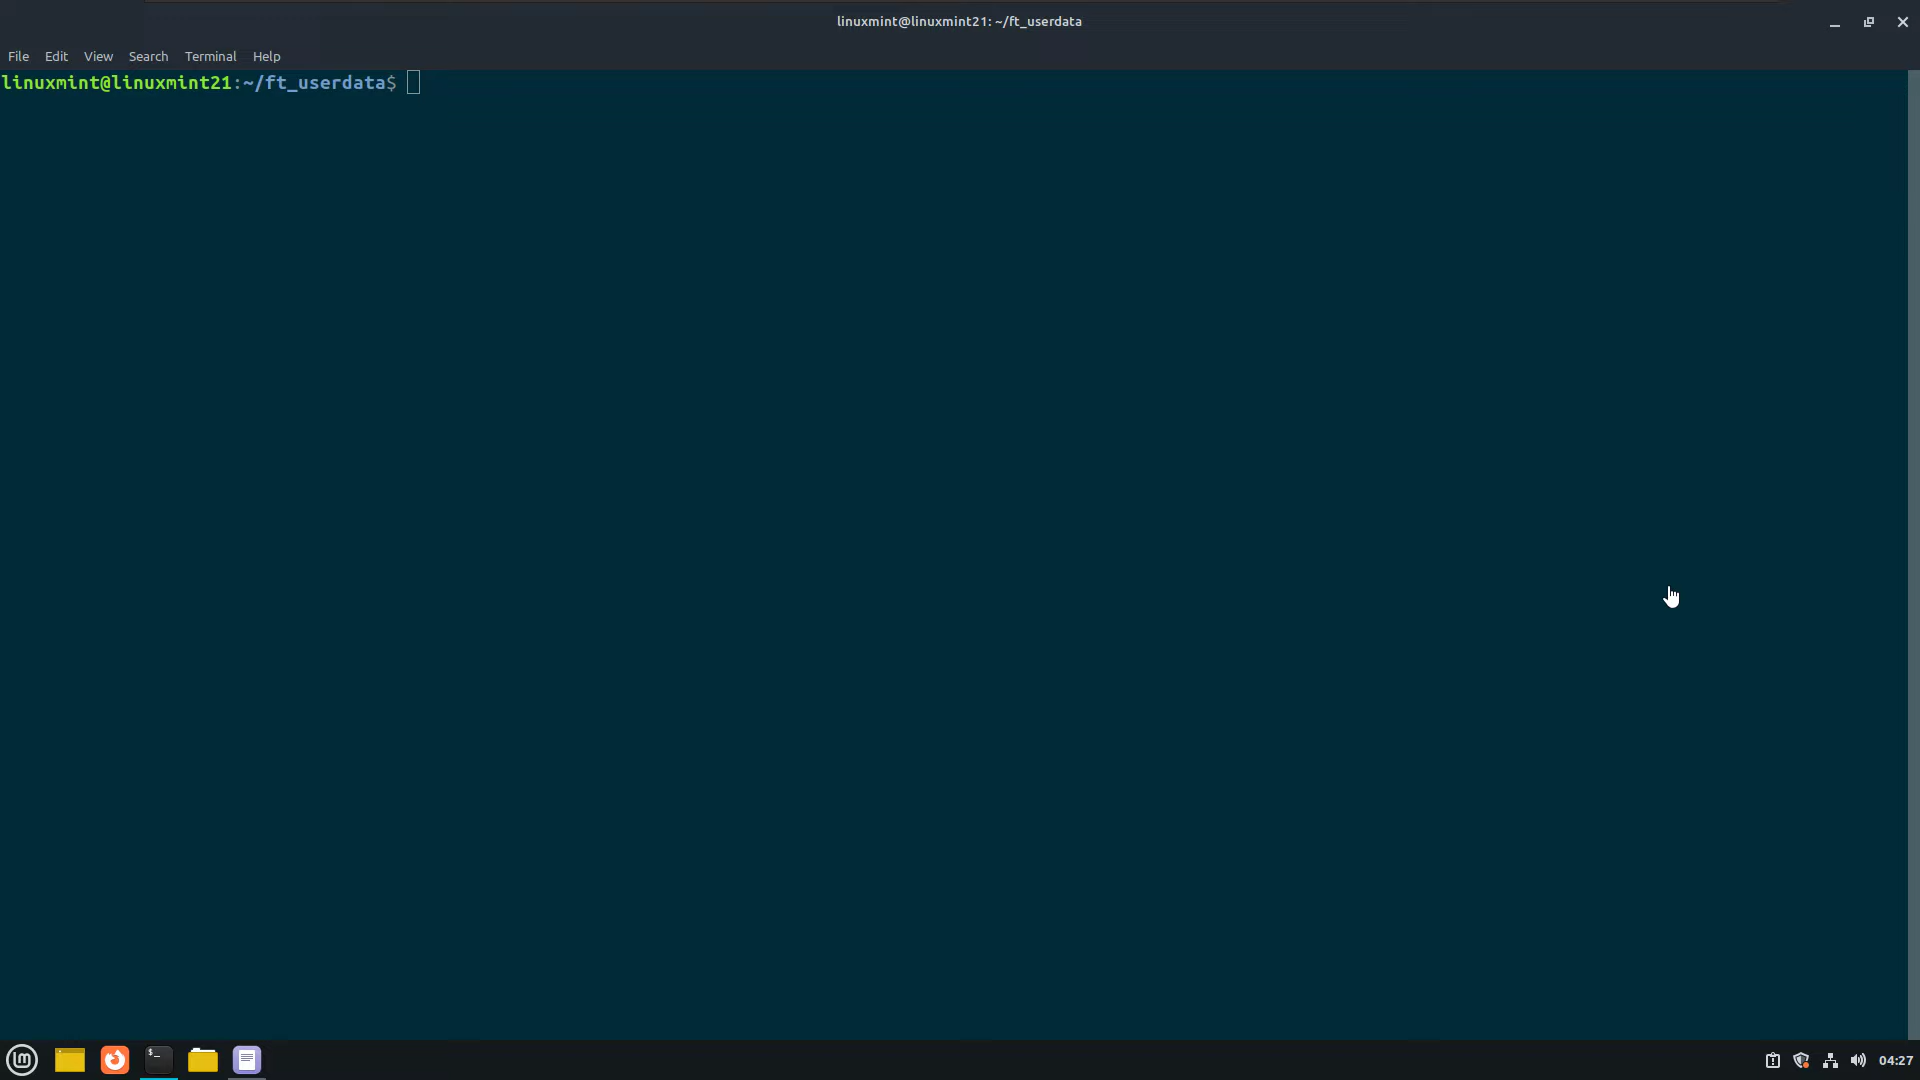 linuxmint@linuxmint21: ~/ft_userdata
File Edit View Search Terminal Help
linuxmint@linuxmint21:~/ft_userdata$
04:27